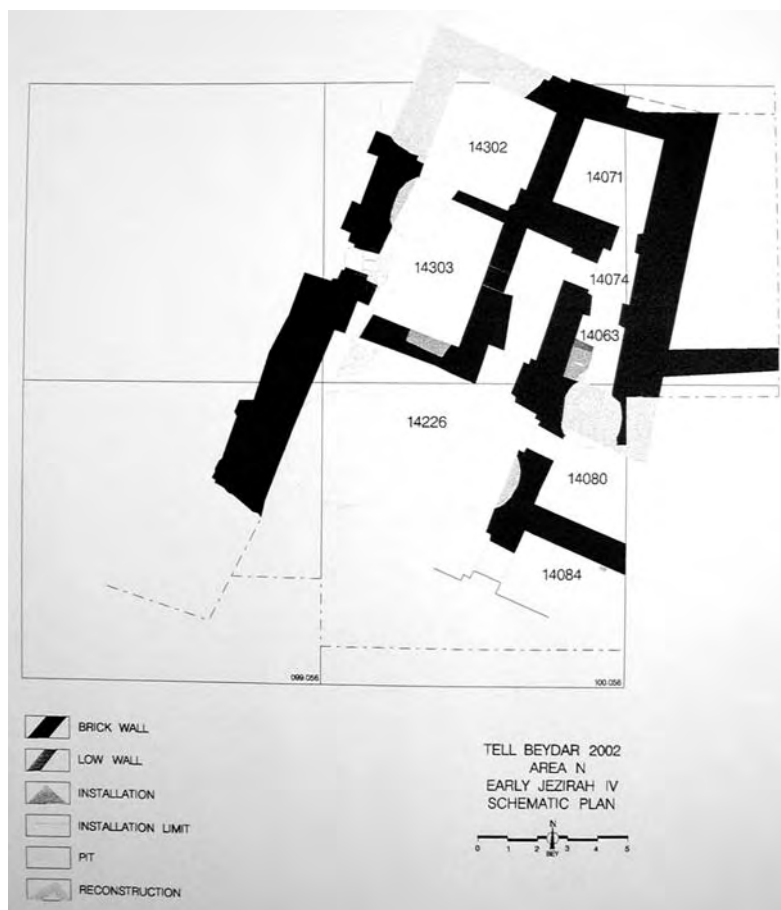 14302
14071
14303
14074
14063
14226
14080
14084
099.056
100.056
BRICK WALL
LOW WALL
INSTALLATION
INSTALLATION LIMIT
PIT
RECONSTRUCTION
TELL BEYDAR 2002
AREA N
EARLY JEZIRAH IV
SCHEMATIC PLAN
N
0 1 2 3 4 5
BEY